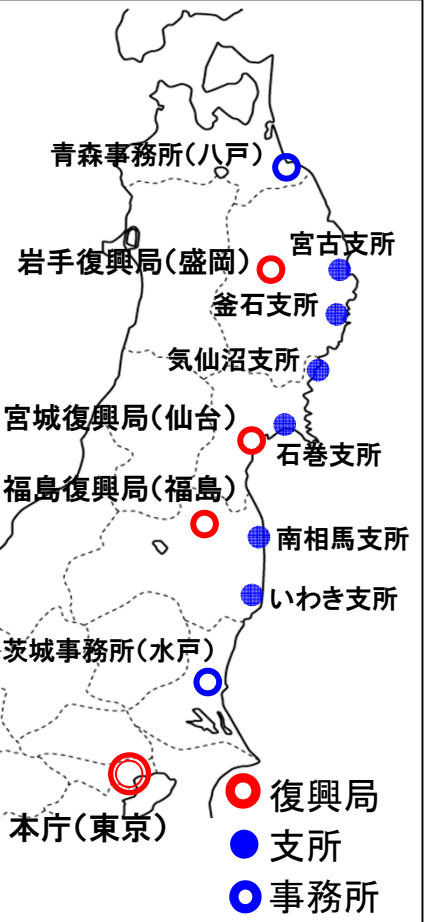 青森事務所(八戸)
宮古支所
岩手復興局(盛岡)
釜石支所
気仙沼支所
宮城復興局(仙台)
石巻支所
福島復興局(福島)
南相馬支所
いわき支所
茨城事務所(水戸)
復興局
本庁(東京)
支所
事務所